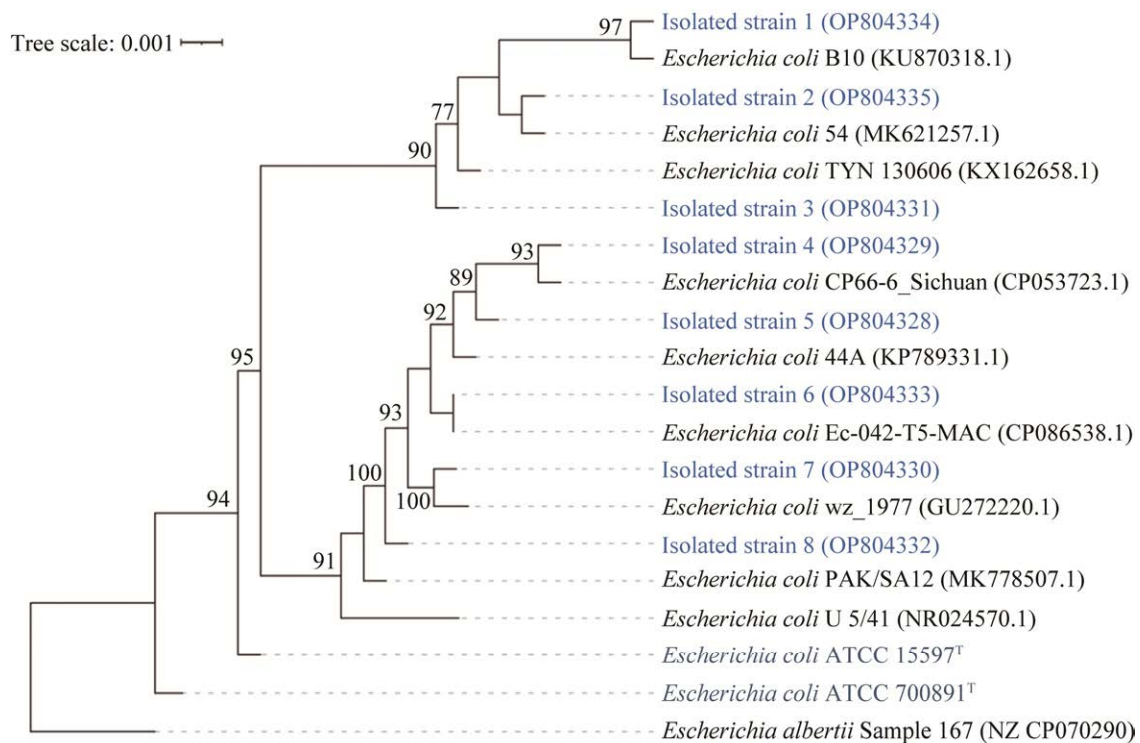 Tree scale: 0.001
97
Isolated strain 1 (OP804334)
Escherichia coli B10 (KU870318.1)
Isolated strain 2 (OP804335)
77
Escherichia coli 54 (MK621257.1)
90
Escherichia coli TYN 130606 (KX162658.1)
Isolated strain 3 (OP804331)
93
Isolated strain 4 (OP804329)
89
Escherichia coli CP66-6_Sichuan (CP053723.1)
92
Isolated strain 5 (OP804328)
95
Escherichia coli 44A (KP789331.1)
Isolated strain 6 (OP804333)
93
Escherichia coli Ec-042-T5-MAC (CP086538.1)
100
Isolated strain 7 (OP804330)
94
100
Escherichia coli wz_1977 (GU272220.1)
Isolated strain 8 (OP804332)
91
Escherichia coli PAK/SA12 (MK778507.1)
Escherichia coli U 5/41 (NR024570.1)
Escherichia coli ATCC 15597ᵀ
Escherichia coli ATCC 700891ᵀ
Escherichia albertii Sample 167 (NZ CP070290)